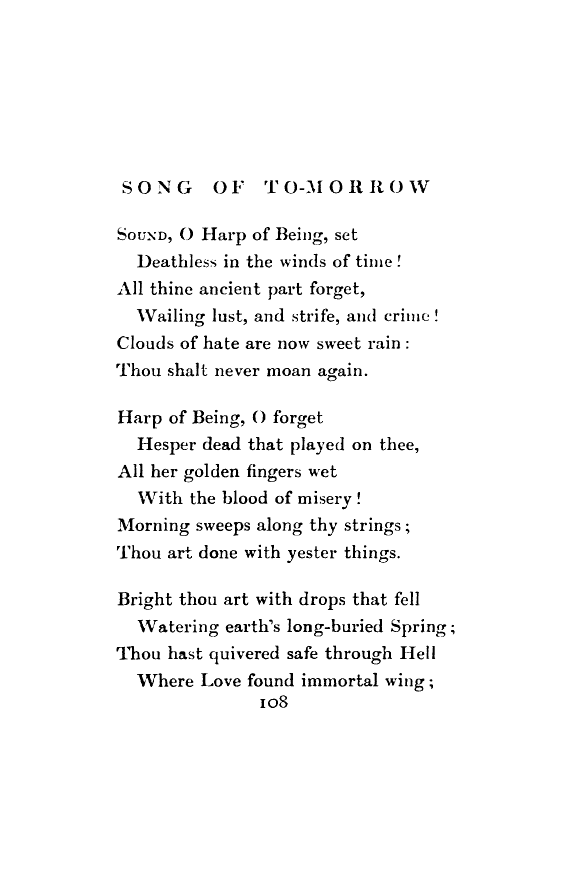 SONG OF TO-MORROW
SOUND, O Harp of Being, set
Deathless in the winds of time!
All thine ancient part forget,
Wailing lust, and strife, and crime!
Clouds of hate are now sweet rain:
Thou shalt never moan again.
Harp of Being, O forget
Hesper dead that played on thee,
All her golden fingers wet
With the blood of misery!
Morning sweeps along thy strings;
Thou art done with yester things.
Bright thou art with drops that fell
Watering earth's long-buried Spring;
Thou hast quivered safe through Hell
Where Love found immortal wing;
108